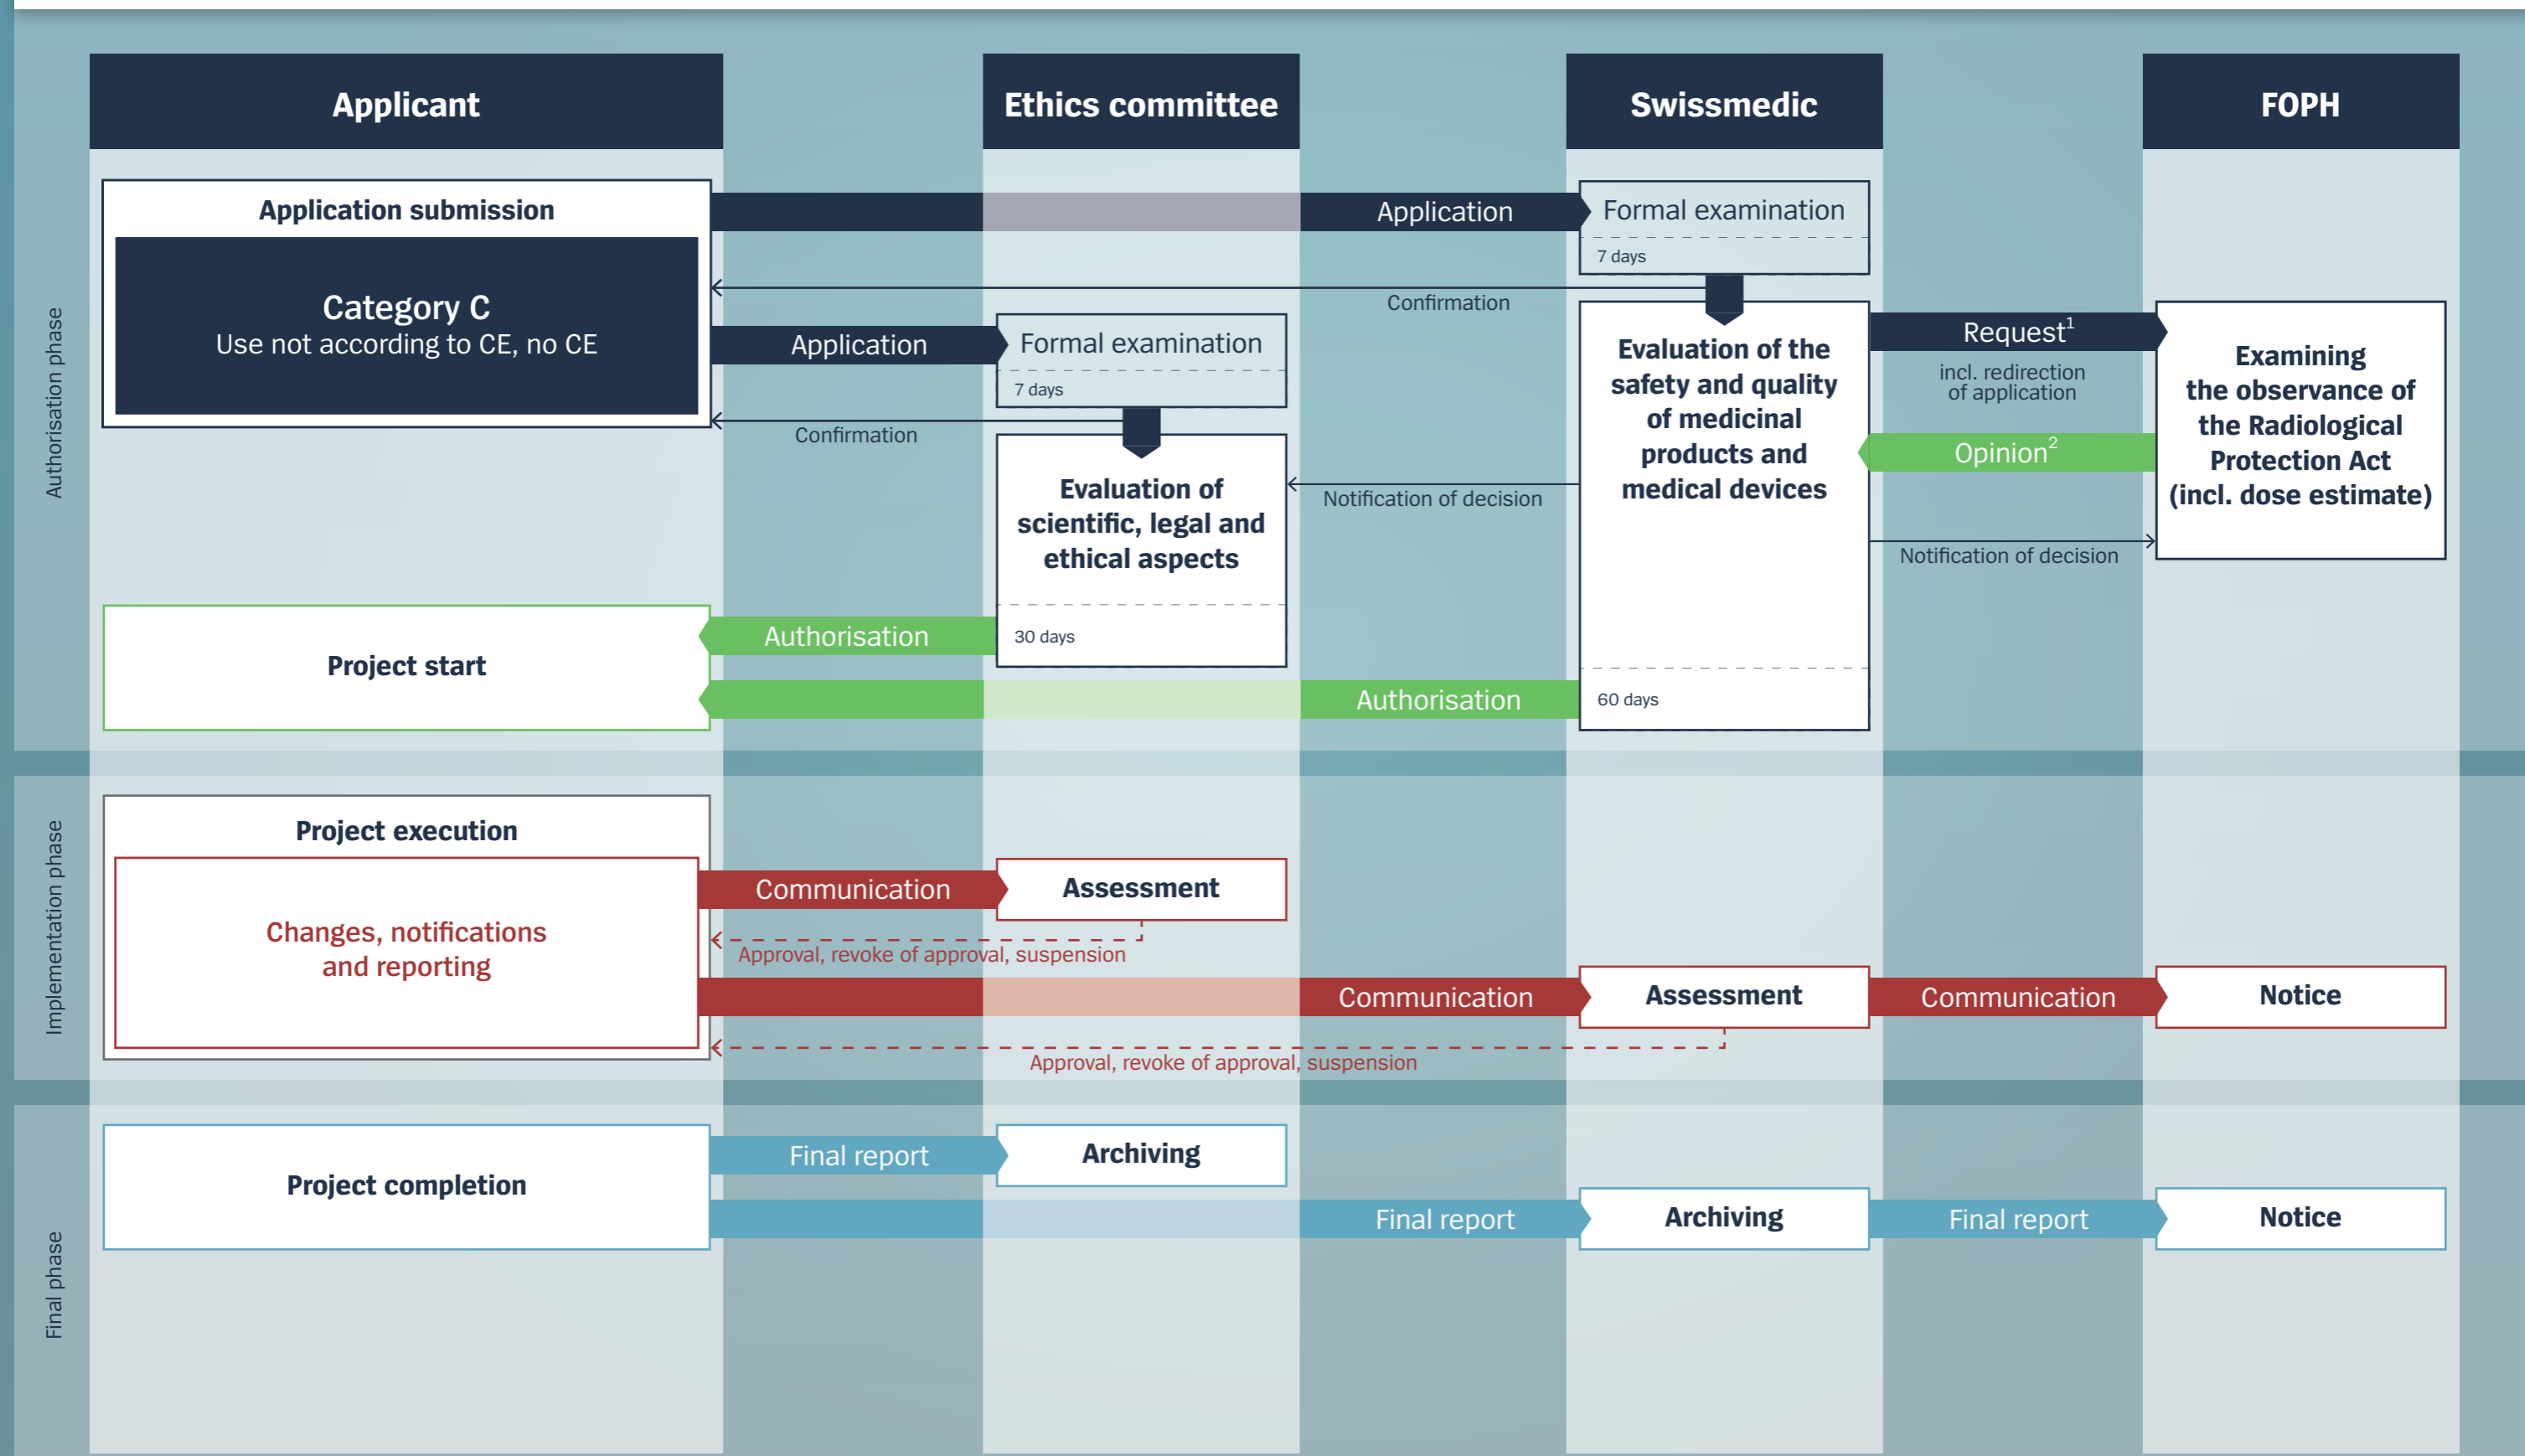 Applicant
Ethics committee
Swissmedic
FOPH
Authorisation phase
Application submission
Category C
Use not according to CE, no CE
Application
Formal examination
7 days
Confirmation
Application
Formal examination
7 days
Confirmation
Evaluation of
scientific, legal and
ethical aspects
30 days
Notification of decision
Evaluation of the
safety and quality
of medicinal
products and
medical devices
60 days
Request¹
incl. redirection
of application
Opinion²
Notification of decision
Examining
the observance of
the Radiological
Protection Act
(incl. dose estimate)
Project start
Authorisation
Authorisation
Implementation phase
Project execution
Changes, notifications
and reporting
Communication
Assessment
Approval, revoke of approval, suspension
Communication
Assessment
Communication
Notice
Approval, revoke of approval, suspension
Final phase
Project completion
Final report
Archiving
Final report
Archiving
Final report
Notice